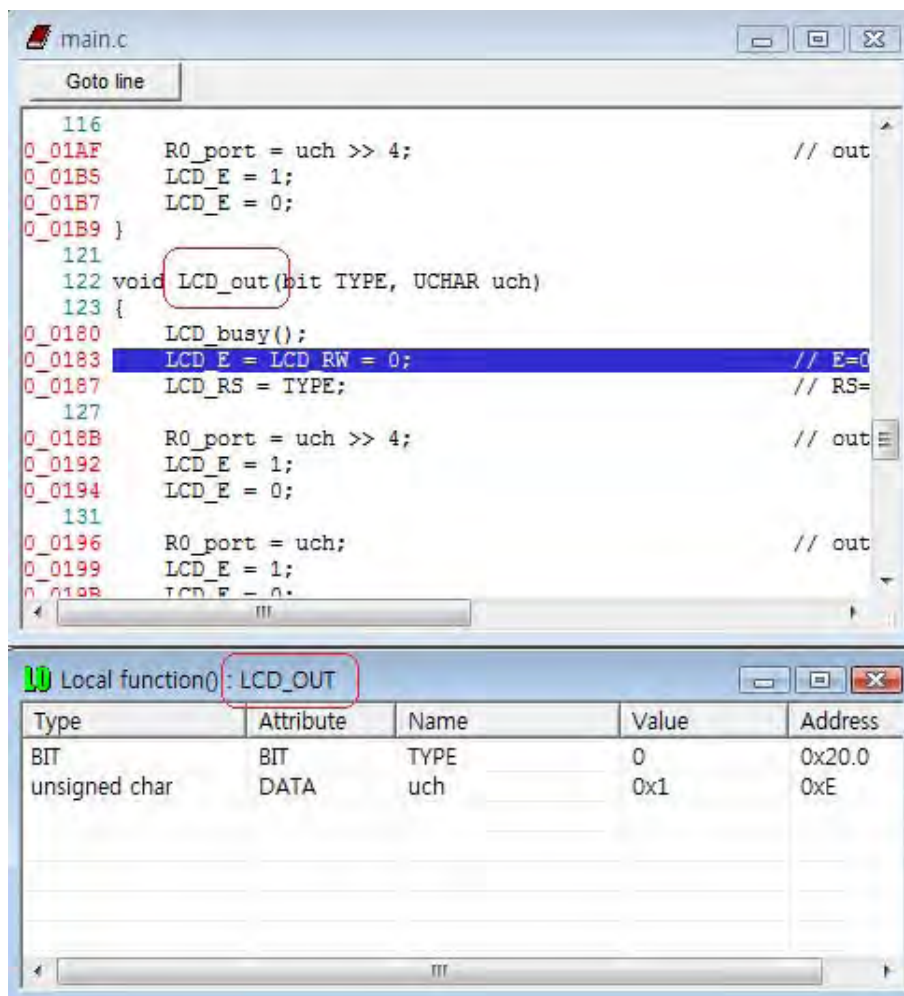 main.c
Goto line
116
0_01AF R0_port = uch >> 4; // out
0_01B5 LCD_E = 1;
0_01B7 LCD_E = 0;
0_01B9 }
121
122 void LCD_out(bit TYPE, UCHAR uch)
123 {
0_0180 LCD_busy();
0_0183 LCD_E = LCD_RW = 0; // E=0
0_0187 LCD_RS = TYPE; // RS=
127
0_018B R0_port = uch >> 4; // out
0_0192 LCD_E = 1;
0_0194 LCD_E = 0;
131
0_0196 R0_port = uch; // out
0_0199 LCD_E = 1;
0_019B LCD_E = 0;
Local function() : LCD_OUT
Type Attribute Name Value Address
BIT BIT TYPE 0 0x20.0
unsigned char DATA uch 0x1 0xE